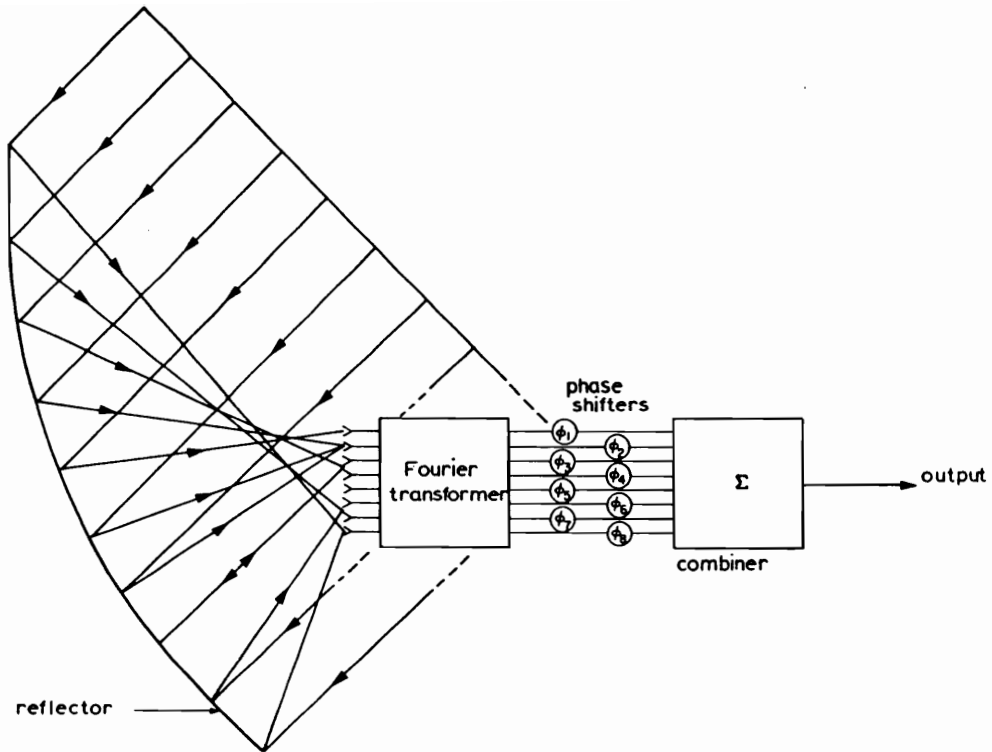 phase
shifters
ϕ₁
ϕ₂
ϕ₃
ϕ₄
ϕ₅
ϕ₆
ϕ₇
ϕ₈
Fourier
transformer
Σ
output
combiner
reflector